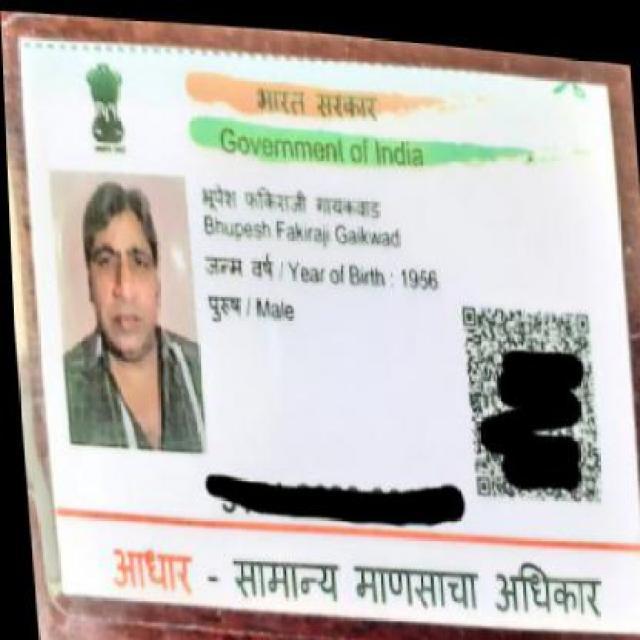 भारत सरकार
Government of India
भूपेश फकिराजी गायकवाड
Bhupesh Fakiraji Gaikwad
जन्म वर्ष / Year of Birth : 1956
पुरुष / Male
आधार - सामान्य माणसाचा अधिकार